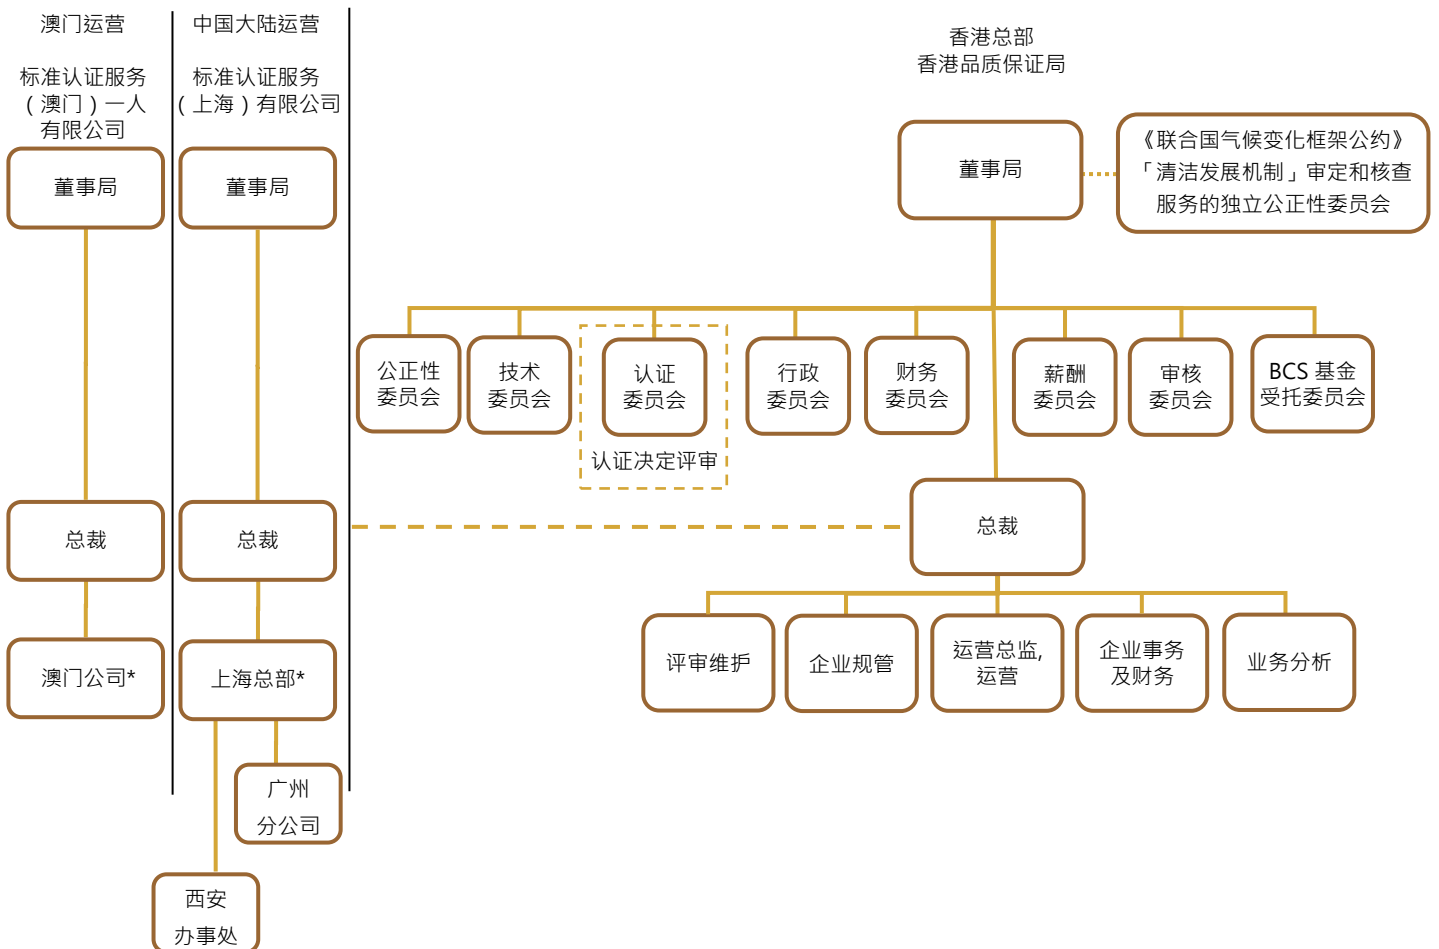 澳门运营
标准认证服务
（澳门）一人
有限公司
董事局
总裁
澳门公司*
中国大陆运营
标准认证服务
（上海）有限公司
董事局
总裁
上海总部*
广州
分公司
西安
办事处
香港总部
香港品质保证局
董事局
《联合国气候变化框架公约》
「清洁发展机制」审定和核查
服务的独立公正性委员会
公正性
委员会
技术
委员会
认证
委员会
认证决定评审
行政
委员会
财务
委员会
薪酬
委员会
审核
委员会
BCS 基金
受托委员会
总裁
评审维护
企业规管
运营总监,
运营
企业事务
及财务
业务分析